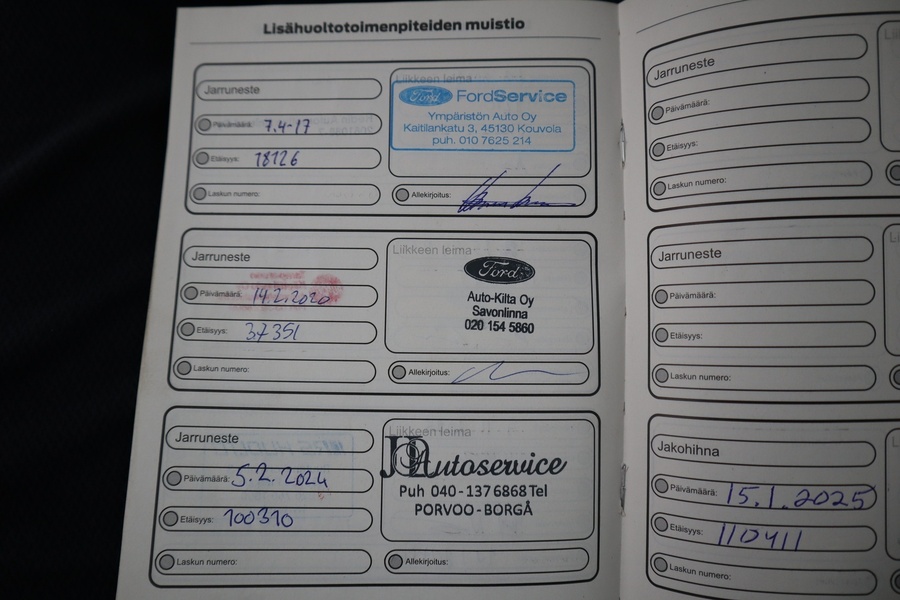 Lisähuoltotoimenpiteiden muistio
Jarruneste
Päivämäärä: 7.4-17
Etäisyys: 18126
Laskun numero:
Liikkeen leima
Ford FordService
Ympäristön Auto Oy
Kaitilankatu 3, 45130 Kouvola
puh. 010 7625 214
Allekirjoitus:
Jarruneste
Päivämäärä: 14.2.2020
Etäisyys: 37351
Laskun numero:
Liikkeen leima
Ford
Auto-Kilta Oy
Savonlinna
020 154 5860
Allekirjoitus:
Jarruneste
Päivämäärä: 5.2.2024
Etäisyys: 100310
Laskun numero:
Liikkeen leima
JP Autoservice
Puh 040-137 6868 Tel
PORVOO-BORGÅ
Allekirjoitus:
Jarruneste
Päivämäärä:
Etäisyys:
Laskun numero:
Jarruneste
Päivämäärä:
Etäisyys:
Laskun numero:
Jakohihna
Päivämäärä: 15.1.2025
Etäisyys: 110411
Laskun numero: